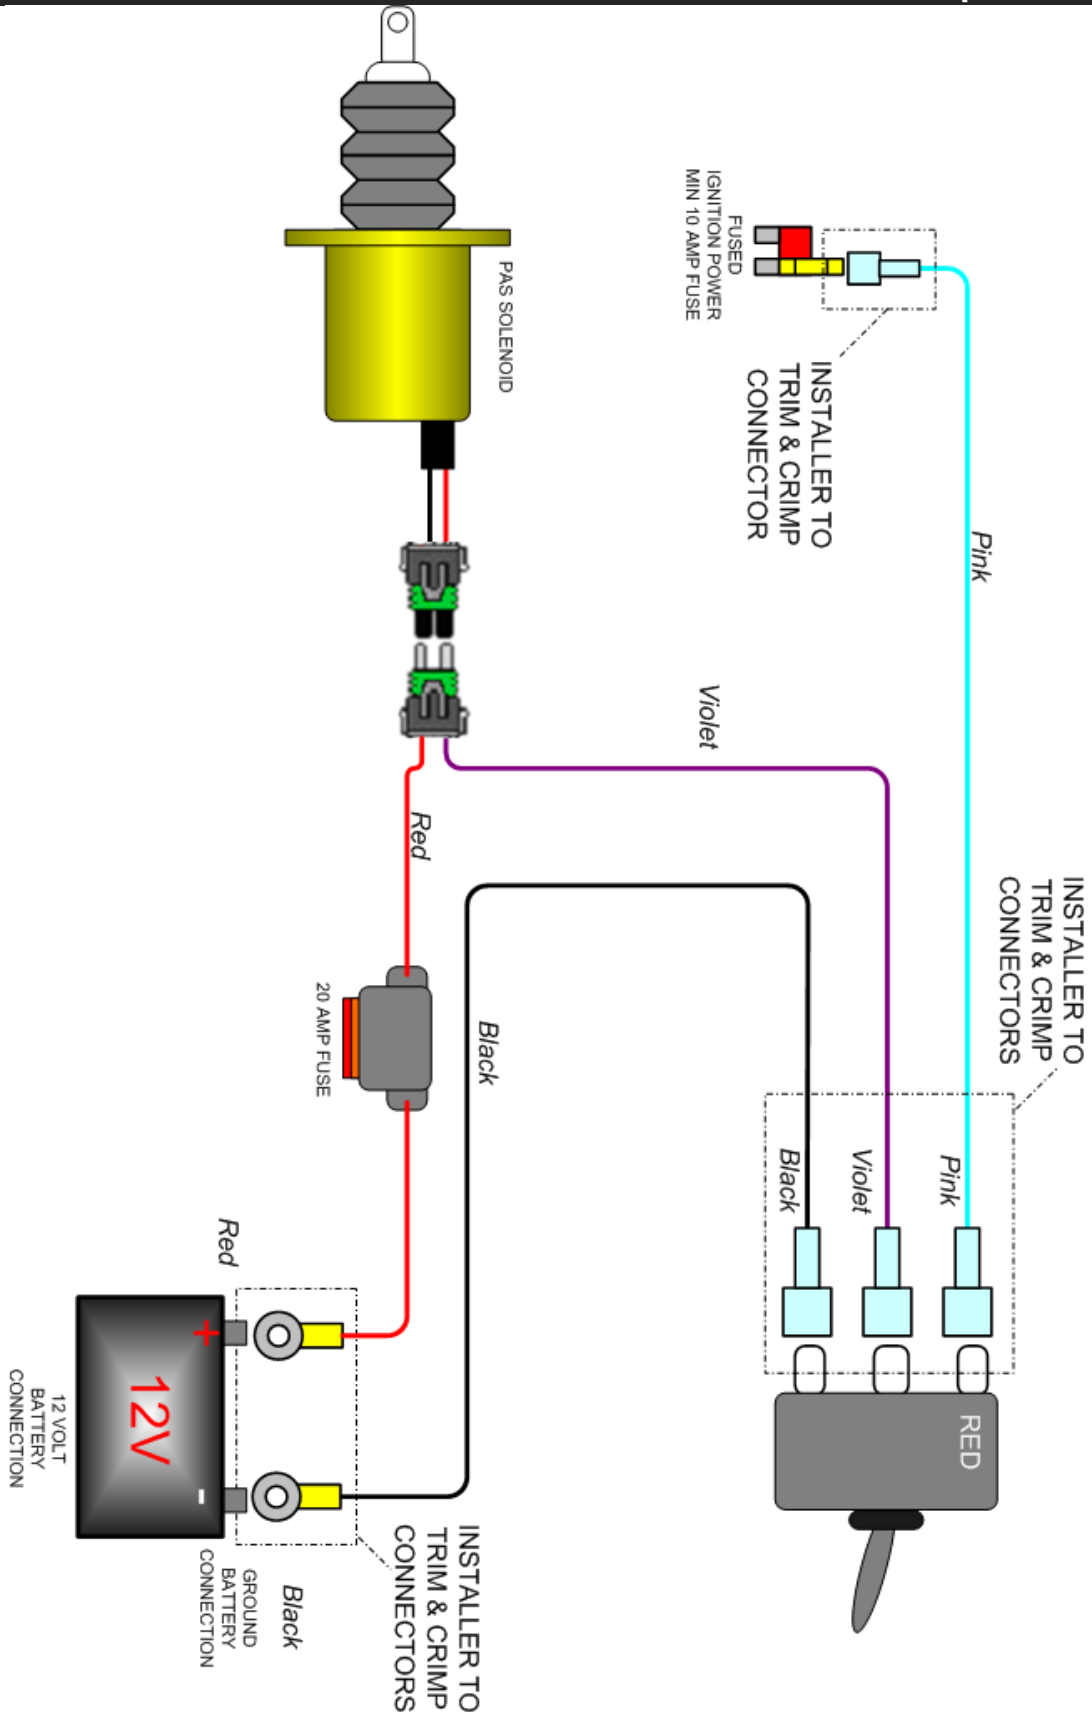 PAS SOLENOID
FUSED
IGNITION POWER
MIN 10 AMP FUSE
INSTALLER TO
TRIM & CRIMP
CONNECTOR
Pink
Violet
Red
20 AMP FUSE
Black
INSTALLER TO
TRIM & CRIMP
CONNECTORS
Pink
Violet
Black
RED
Red
+
12V
-
12 VOLT
BATTERY
CONNECTION
GROUND
BATTERY
CONNECTION
Black
INSTALLER TO
TRIM & CRIMP
CONNECTORS